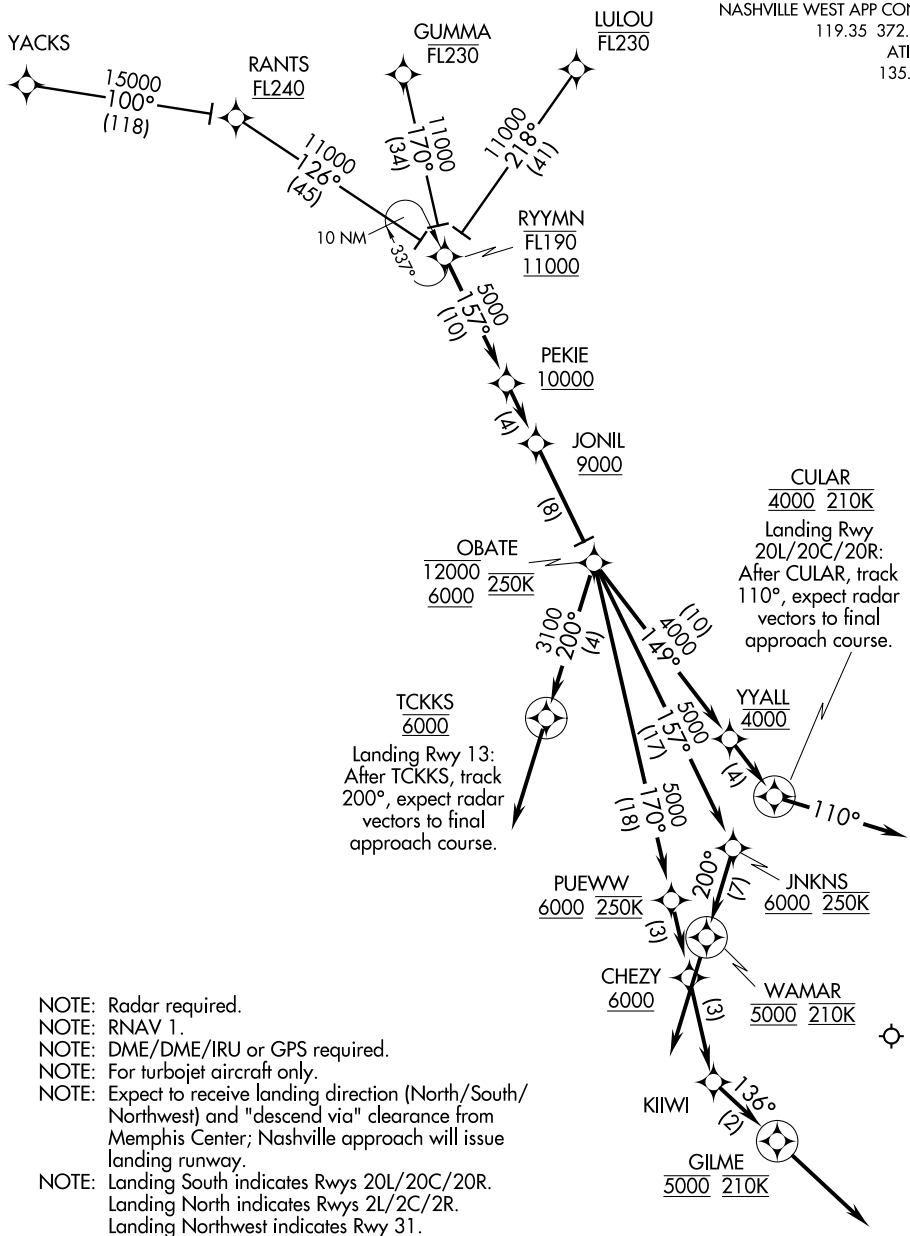 NASHVILLE WEST APP CON
119.35 372.
ATI
135.
YACKS
15000
100°
(118)
RANTS
FL240
11000
126°
(45)
GUMMA
FL230
11000
170°
(34)
LULOU
FL230
11000
218°
(41)
10 NM
337°
RYYMN
FL190
11000
5000
157°
(10)
PEKIE
10000
(4)
JONIL
9000
(8)
OBATE
12000
6000 250K
3100
200°
(4)
TCKKS
6000
Landing Rwy 13:
After TCKKS, track
200°, expect radar
vectors to final
approach course.
CULAR
4000 210K
Landing Rwy
20L/20C/20R:
After CULAR, track
110°, expect radar
vectors to final
approach course.
(10)
4000
149°
YYALL
4000
(4)
110°
5000
157°
(17)
5000
170°
(18)
JNKNS
6000 250K
200°
(7)
PUEWW
6000 250K
(3)
CHEZY
6000
WAMAR
5000 210K
(3)
KIIWI
136°
(2)
GILME
5000 210K
NOTE: Radar required.
NOTE: RNAV 1.
NOTE: DME/DME/IRU or GPS required.
NOTE: For turbojet aircraft only.
NOTE: Expect to receive landing direction (North/South/
Northwest) and "descend via" clearance from
Memphis Center; Nashville approach will issue
landing runway.
NOTE: Landing South indicates Rwys 20L/20C/20R.
Landing North indicates Rwys 2L/2C/2R.
Landing Northwest indicates Rwy 31.